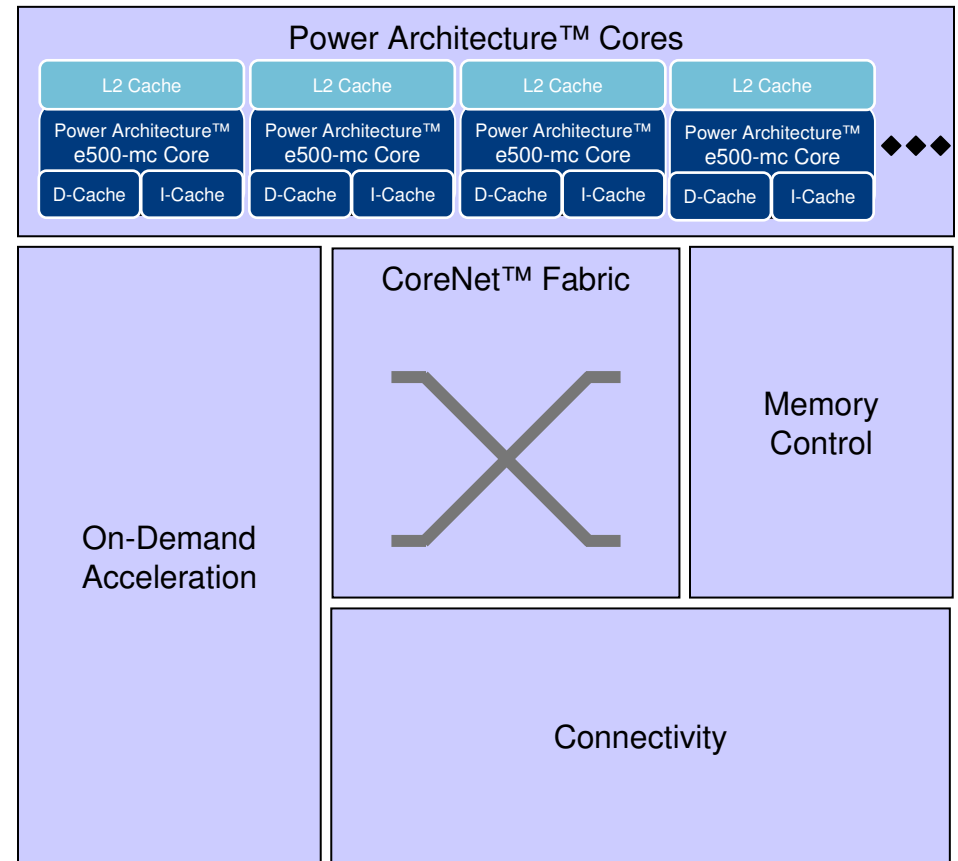 Power Architecture™ Cores
L2 Cache
L2 Cache
L2 Cache
L2 Cache
Power Architecture™
e500-mc Core
Power Architecture™
e500-mc Core
Power Architecture™
e500-mc Core
Power Architecture™
e500-mc Core
D-Cache
I-Cache
D-Cache
I-Cache
D-Cache
I-Cache
D-Cache
I-Cache
CoreNet™ Fabric
Memory
Control
On-Demand
Acceleration
Connectivity